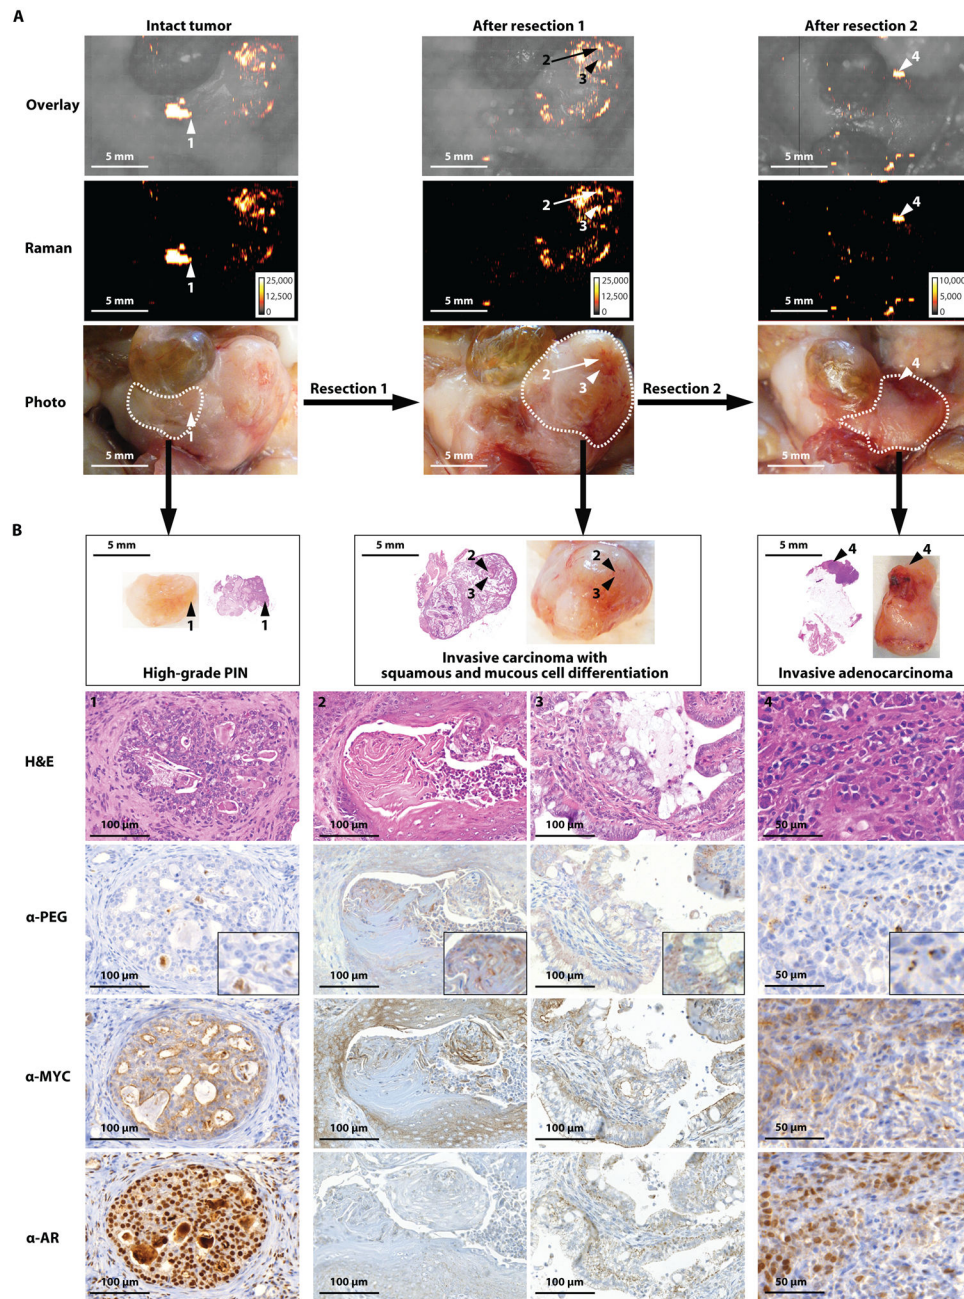 A
Intact tumor
After resection 1
After resection 2
Overlay
1
5 mm
2
3
5 mm
4
5 mm
Raman
1
5 mm
25,000
12,500
0
2
3
5 mm
25,000
12,500
0
4
5 mm
10,000
5,000
0
Photo
1
5 mm
Resection 1
2
3
5 mm
Resection 2
4
5 mm
B
5 mm
1
1
High-grade PIN
5 mm
2
3
2
3
Invasive carcinoma with
squamous and mucous cell differentiation
5 mm
4
4
Invasive adenocarcinoma
H&E
1
100 µm
2
100 µm
3
100 µm
4
50 µm
α-PEG
100 µm
100 µm
100 µm
50 µm
α-MYC
100 µm
100 µm
100 µm
50 µm
α-AR
100 µm
100 µm
100 µm
50 µm